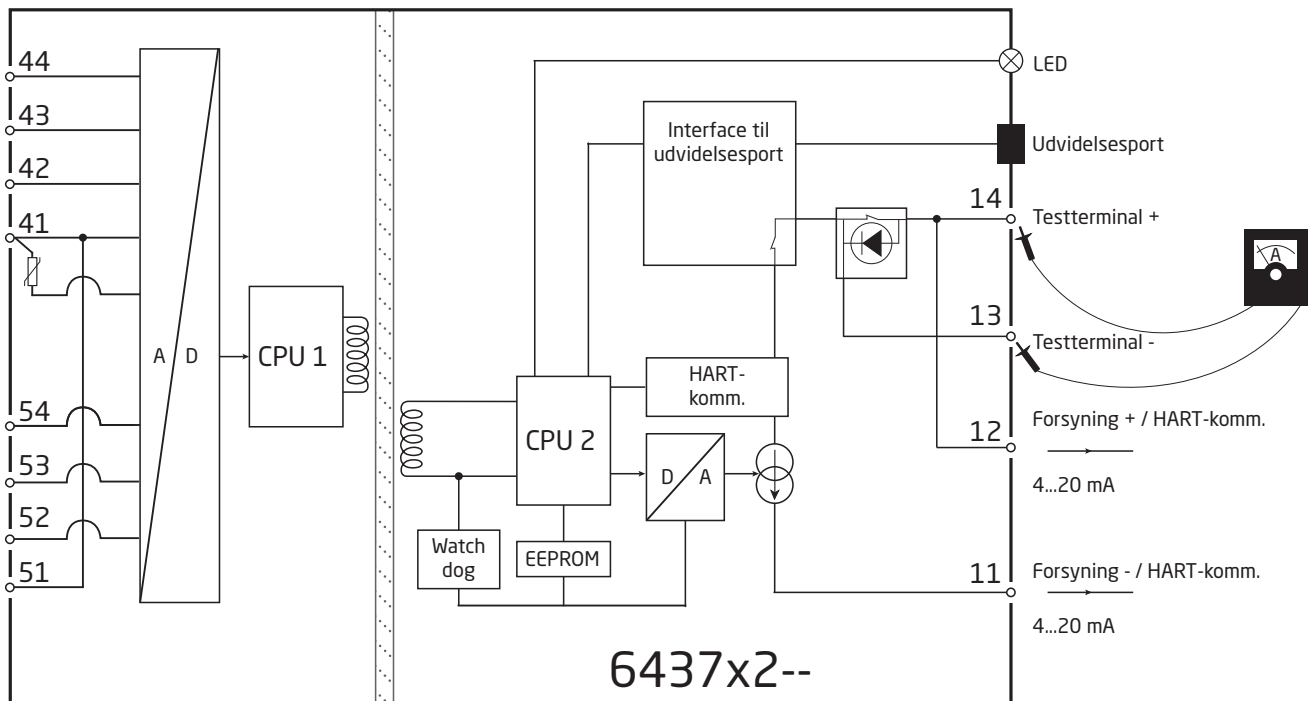 44
43
42
41
54
53
52
51
A D
CPU 1
CPU 2
Watch
dog
EEPROM
D A
HART-
komm.
Interface til
udvidelsesport
LED
Udvidelsesport
14
Testterminal +
A
13
Testterminal -
12
Forsyning + / HART-komm.
4...20 mA
11
Forsyning - / HART-komm.
4...20 mA
6437x2--